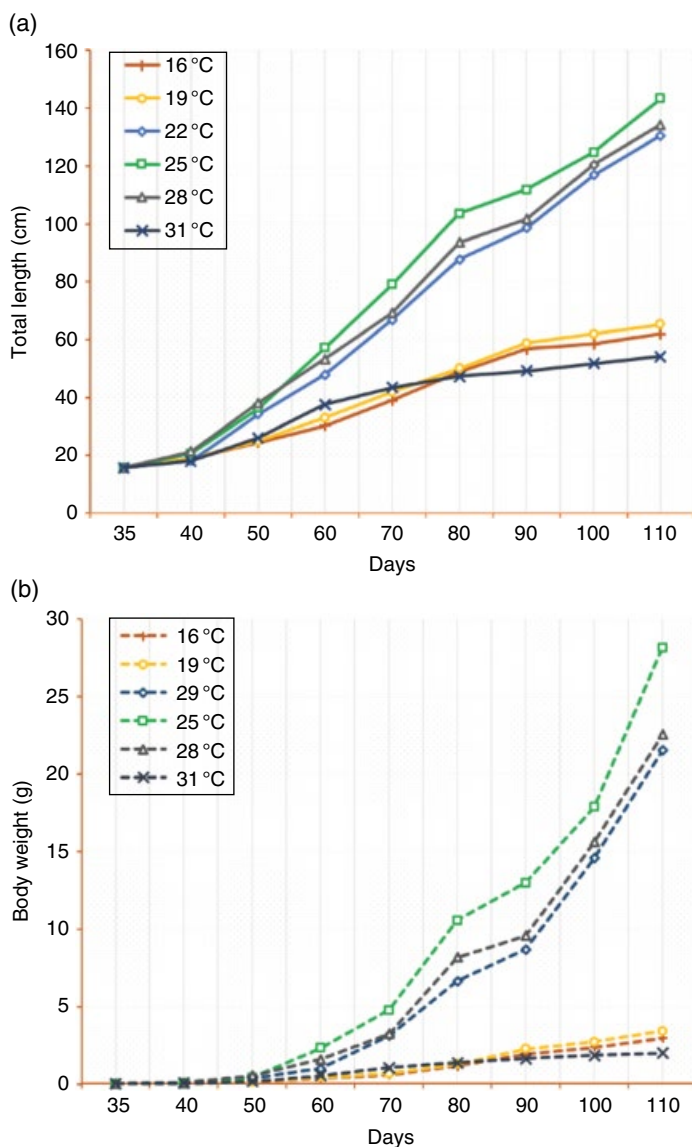 (a)
160
140
120
100
80
60
40
20
0
Total length (cm)
16 °C
19 °C
22 °C
25 °C
28 °C
31 °C
35 40 50 60 70 80 90 100 110
Days
(b)
30
25
20
15
10
5
0
Body weight (g)
16 °C
19 °C
29 °C
25 °C
28 °C
31 °C
35 40 50 60 70 80 90 100 110
Days